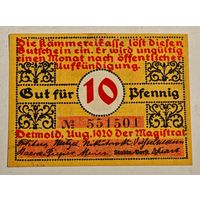 Die Kämmereikasse löst diesen
Gutschein ein. Er wird ungültig
einen Monat nach öffentlicher
Aufkündigung.
Gut für 10 Pfennig
№ 551501
Detmold, Aug. 1920 der Magistrat